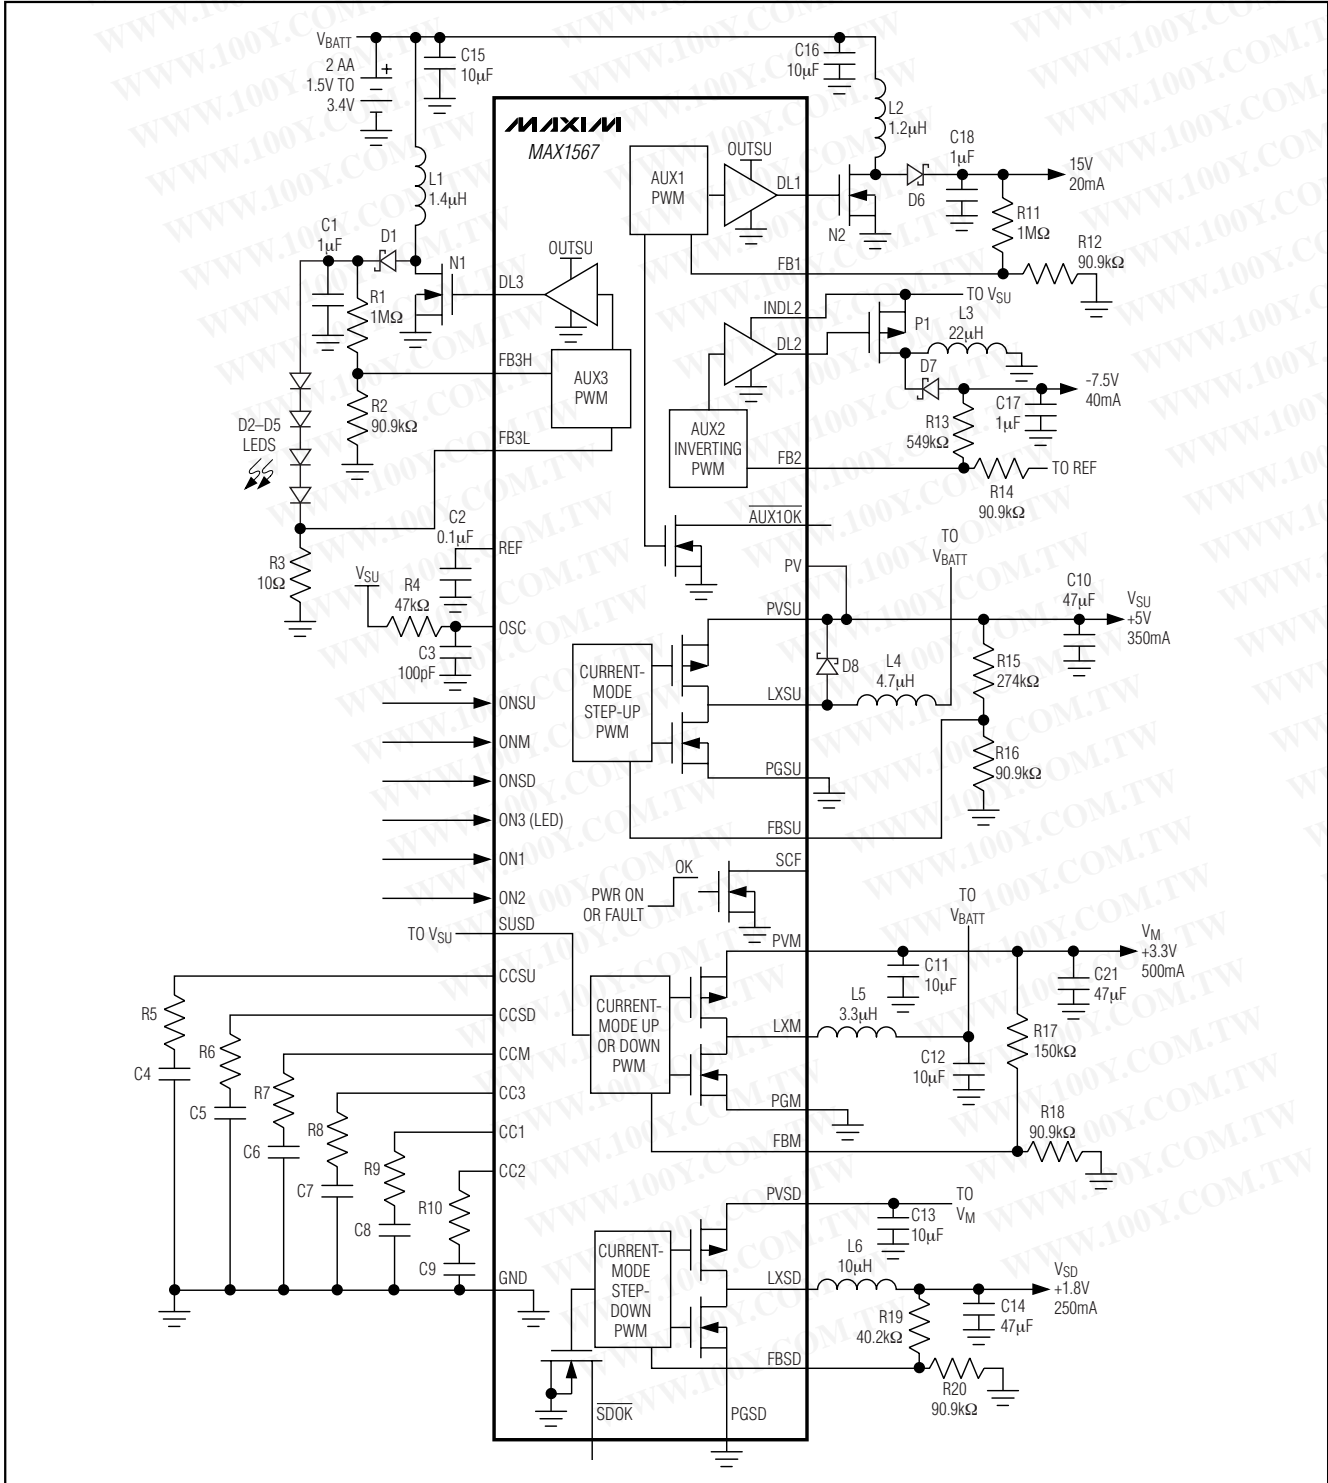 VBATT
2 AA
1.5V TO
3.4V
+
C15
10µF
C16
10µF
L2
1.2µH
MAXIM
MAX1567
AUX1
PWM
OUTSU
DL1
N2
D6
C18
1µF
15V
20mA
R11
1MΩ
R12
90.9kΩ
FB1
L1
1.4µH
C1
1µF
D1
N1
R1
1MΩ
DL3
OUTSU
FB3H
AUX3
PWM
R2
90.9kΩ
FB3L
D2–D5
LEDS
R3
10Ω
INDL2
TO VSU
DL2
P1
L3
22µH
D7
-7.5V
40mA
C17
1µF
R13
549kΩ
AUX2
INVERTING
PWM
FB2
TO REF
R14
90.9kΩ
AUX1OK
C2
0.1µF
REF
VSU
R4
47kΩ
OSC
C3
100pF
PV
TO
VBATT
PVSU
C10
47µF
VSU
+5V
350mA
CURRENT-
MODE
STEP-UP
PWM
D8
L4
4.7µH
LXSU
R15
274kΩ
R16
90.9kΩ
PGSU
FBSU
ONSU
ONM
ONSD
ON3 (LED)
ON1
ON2
SCF
OK
PWR ON
OR FAULT
SUSD
TO VSU
TO
VBATT
PVM
VM
+3.3V
500mA
C11
10µF
C21
47µF
CURRENT-
MODE UP
OR DOWN
PWM
L5
3.3µH
LXM
C12
10µF
R17
150kΩ
PGM
R18
90.9kΩ
FBM
CCSU
CCSD
CCM
CC3
CC1
CC2
R5
C4
R6
C5
R7
C6
R8
C7
R9
C8
R10
C9
GND
PVSD
TO
VM
C13
10µF
CURRENT-
MODE
STEP-
DOWN
PWM
L6
10µH
LXSD
VSD
+1.8V
250mA
R19
40.2kΩ
C14
47µF
FBSD
R20
90.9kΩ
SDOK
PGSD
WWW.100Y.COM.TW